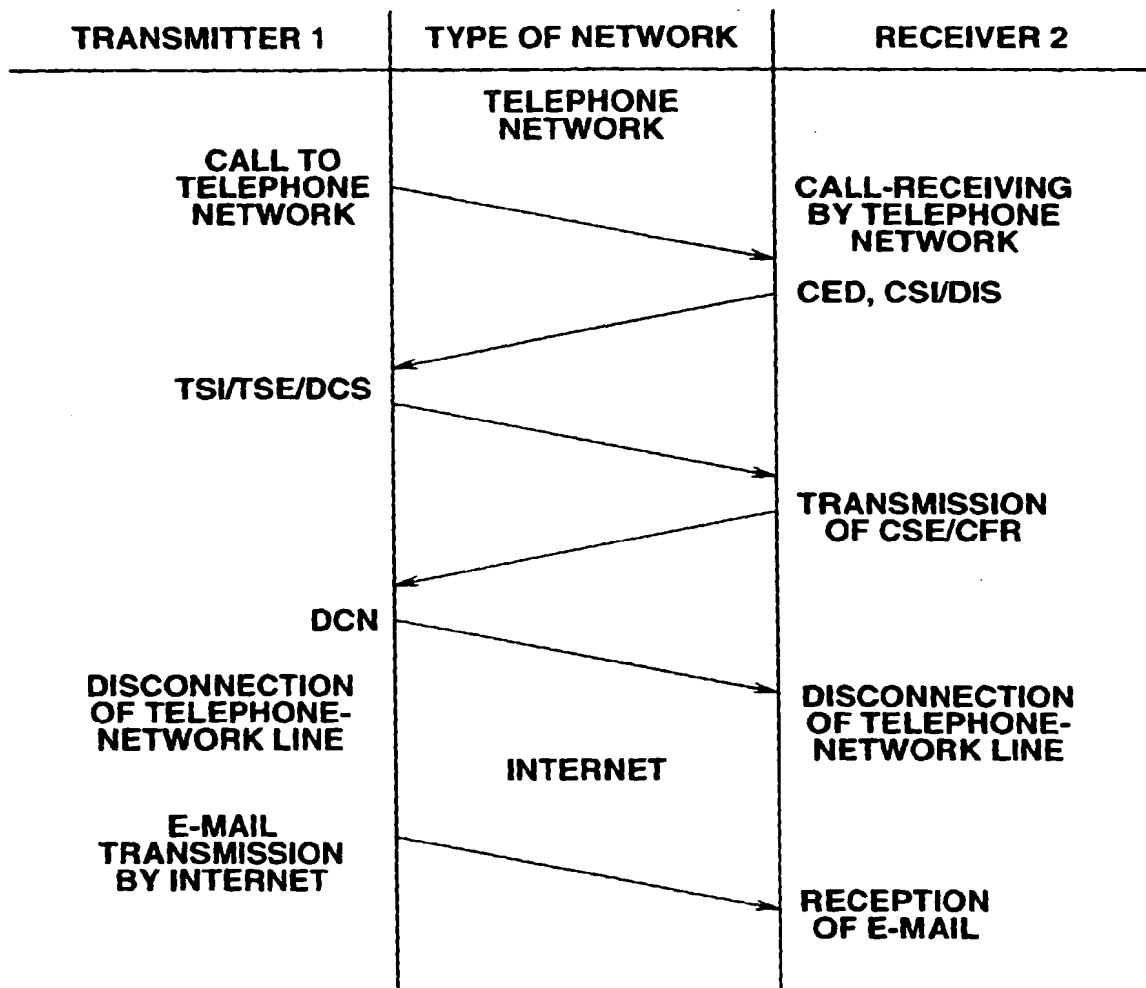 TRANSMITTER 1
TYPE OF NETWORK
RECEIVER 2
TELEPHONE
NETWORK
CALL TO
TELEPHONE
NETWORK
CALL-RECEIVING
BY TELEPHONE
NETWORK
CED, CSI/DIS
TSI/TSE/DCS
TRANSMISSION
OF CSE/CFR
DCN
DISCONNECTION
OF TELEPHONE-
NETWORK LINE
DISCONNECTION
OF TELEPHONE-
NETWORK LINE
INTERNET
E-MAIL
TRANSMISSION
BY INTERNET
RECEPTION
OF E-MAIL